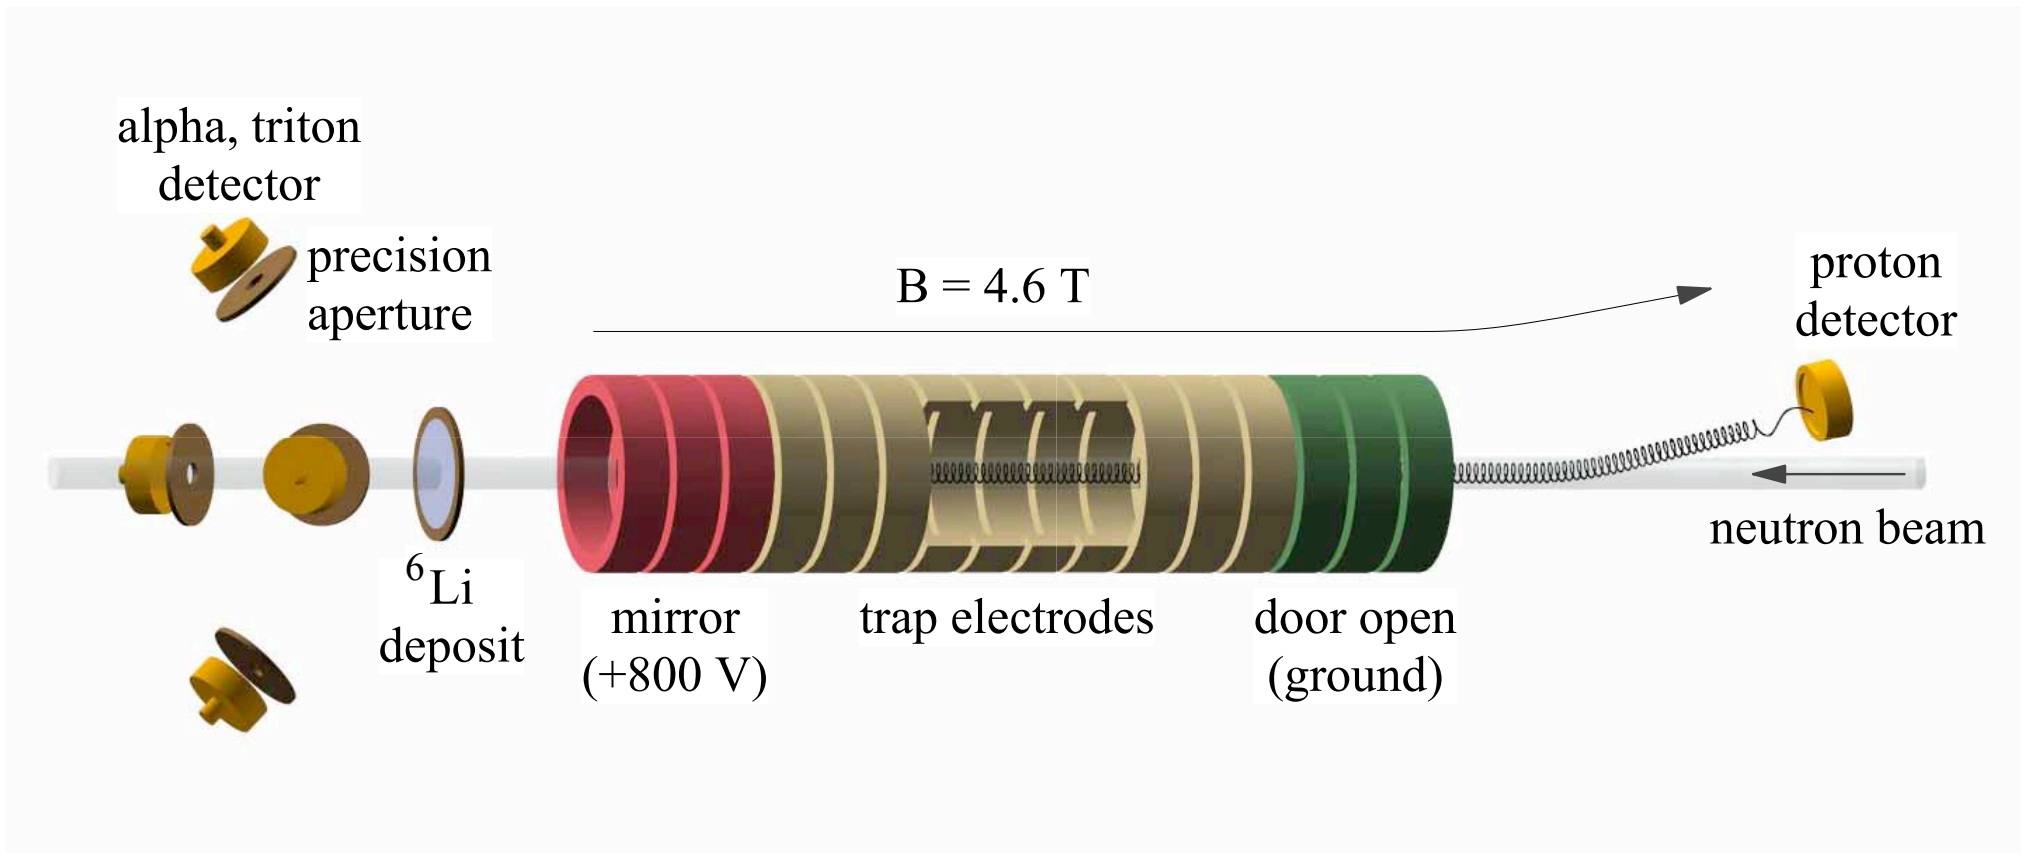 alpha, triton
detector
precision
aperture
B = 4.6 T
proton
detector
neutron beam
⁶Li
deposit
mirror
(+800 V)
trap electrodes
door open
(ground)